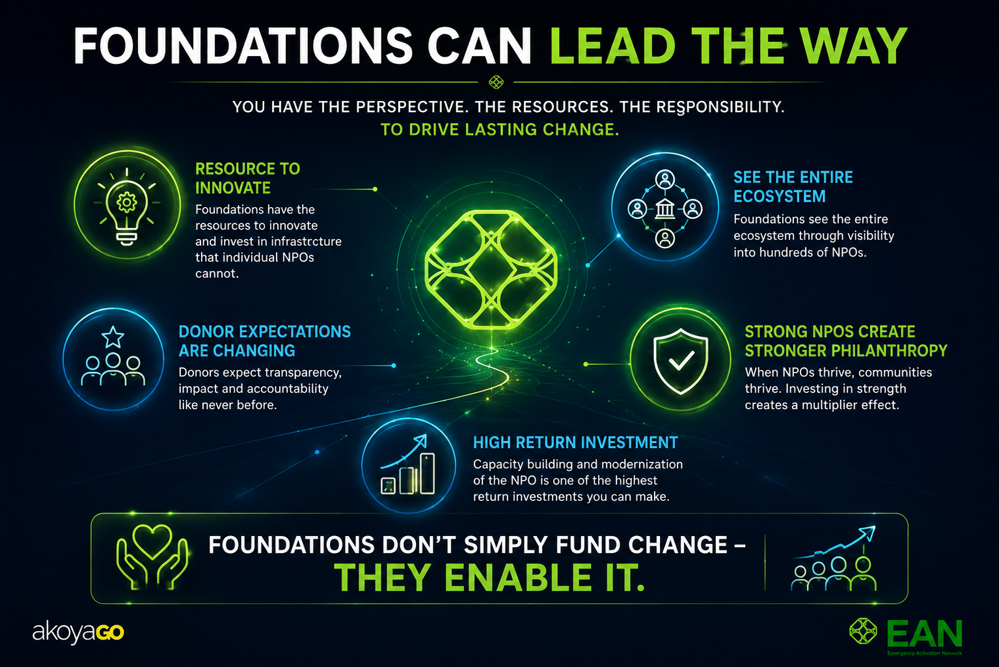 FOUNDATIONS CAN LEAD THE WAY
YOU HAVE THE PERSPECTIVE. THE RESOURCES. THE RESPONSIBILITY.
TO DRIVE LASTING CHANGE.
RESOURCE TO
INNOVATE
Foundations have the
resources to innovate
and invest in infrastrcture
that individual NPOs
cannot.
SEE THE ENTIRE
ECOSYSTEM
Foundations see the entire
ecosystem through visibility
into hundreds of NPOs.
DONOR EXPECTATIONS
ARE CHANGING
Donors expect transparency,
impact and accountability
like never before.
STRONG NPOS CREATE
STRONGER PHILANTHROPY
When NPOs thrive, communities
thrive. Investing in strength
creates a multiplier effect.
HIGH RETURN INVESTMENT
Capacity building and modernization
of the NPO is one of the highest
return investments you can make.
FOUNDATIONS DON'T SIMPLY FUND CHANGE –
THEY ENABLE IT.
akoyaGO
EAN
Emergency Activation Network